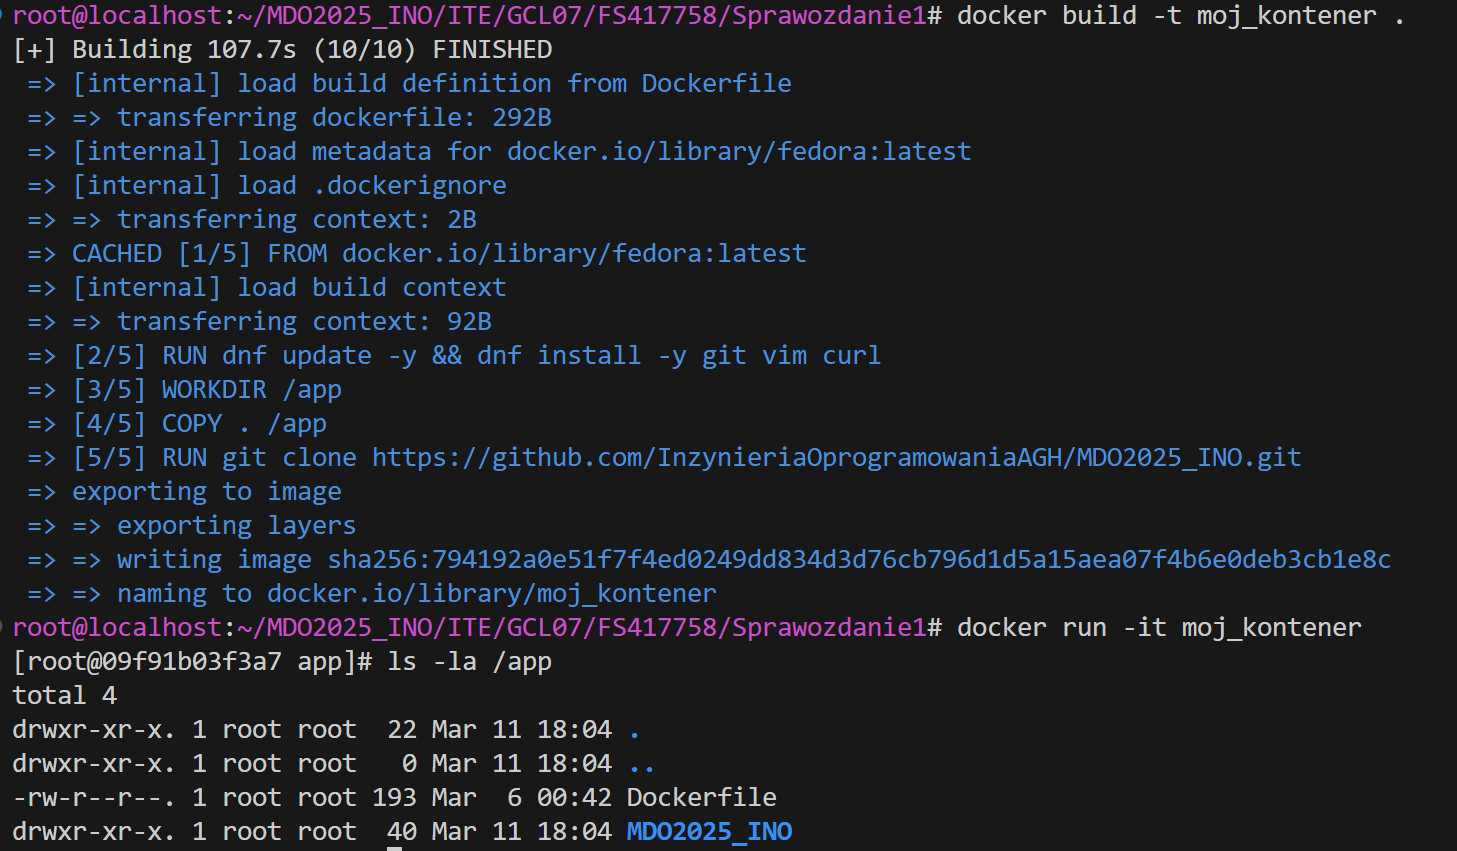 root@localhost:~/MDO2025_INO/ITE/GCL07/FS417758/Sprawozdanie1# docker build -t moj_kontener .
[+] Building 107.7s (10/10) FINISHED
 => [internal] load build definition from Dockerfile
 => => transferring dockerfile: 292B
 => [internal] load metadata for docker.io/library/fedora:latest
 => [internal] load .dockerignore
 => => transferring context: 2B
 => CACHED [1/5] FROM docker.io/library/fedora:latest
 => [internal] load build context
 => => transferring context: 92B
 => [2/5] RUN dnf update -y && dnf install -y git vim curl
 => [3/5] WORKDIR /app
 => [4/5] COPY . /app
 => [5/5] RUN git clone https://github.com/InzynieriaOprogramowaniaAGH/MDO2025_INO.git
 => exporting to image
 => => exporting layers
 => => writing image sha256:794192a0e51f7f4ed0249dd834d3d76cb796d1d5a15aea07f4b6e0deb3cb1e8c
 => => naming to docker.io/library/moj_kontener
root@localhost:~/MDO2025_INO/ITE/GCL07/FS417758/Sprawozdanie1# docker run -it moj_kontener
[root@09f91b03f3a7 app]# ls -la /app
total 4
drwxr-xr-x. 1 root root  22 Mar 11 18:04 .
drwxr-xr-x. 1 root root   0 Mar 11 18:04 ..
-rw-r--r--. 1 root root 193 Mar  6 00:42 Dockerfile
drwxr-xr-x. 1 root root  40 Mar 11 18:04 MDO2025_INO